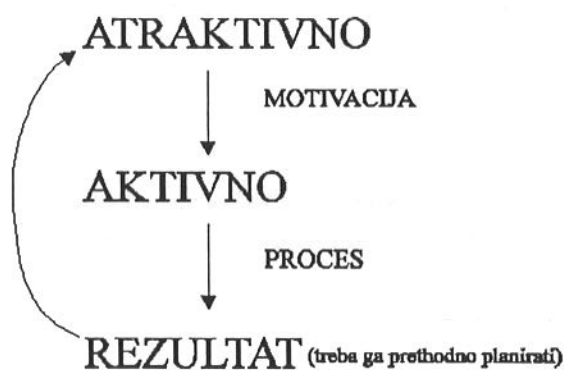 ATRAKTIVNO
MOTIVACIJA
AKTIVNO
PROCES
REZULTAT (treba ga prethodno planirati)